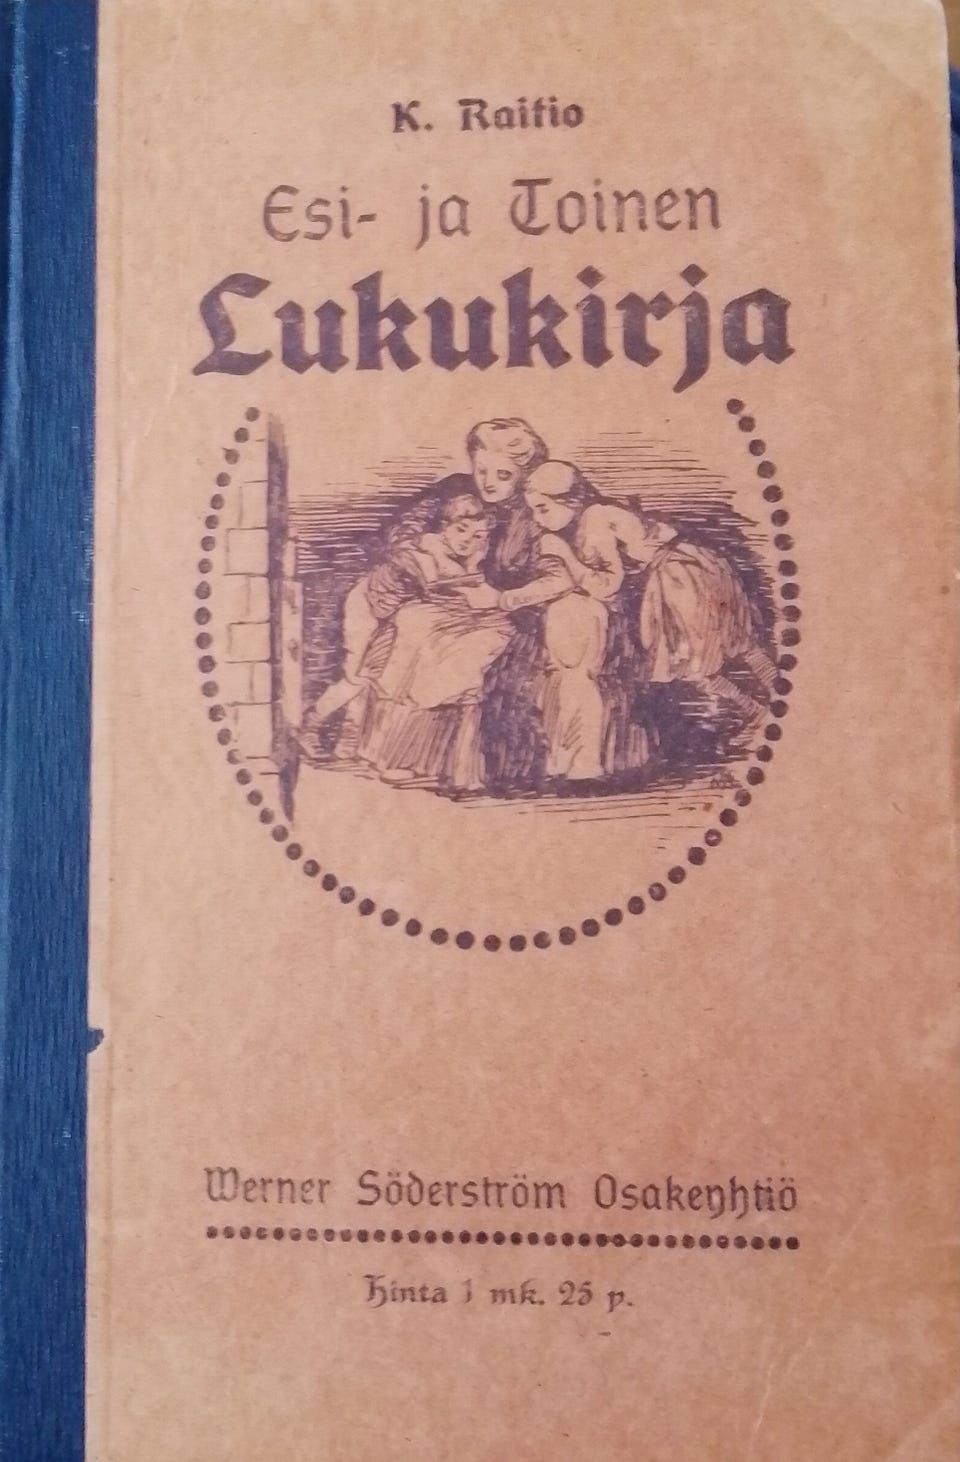 K. Raitio
Esi- ja Toinen
Lukukirja
Werner Söderström Osakeyhtiö
Hinta 1 mk. 25 p.